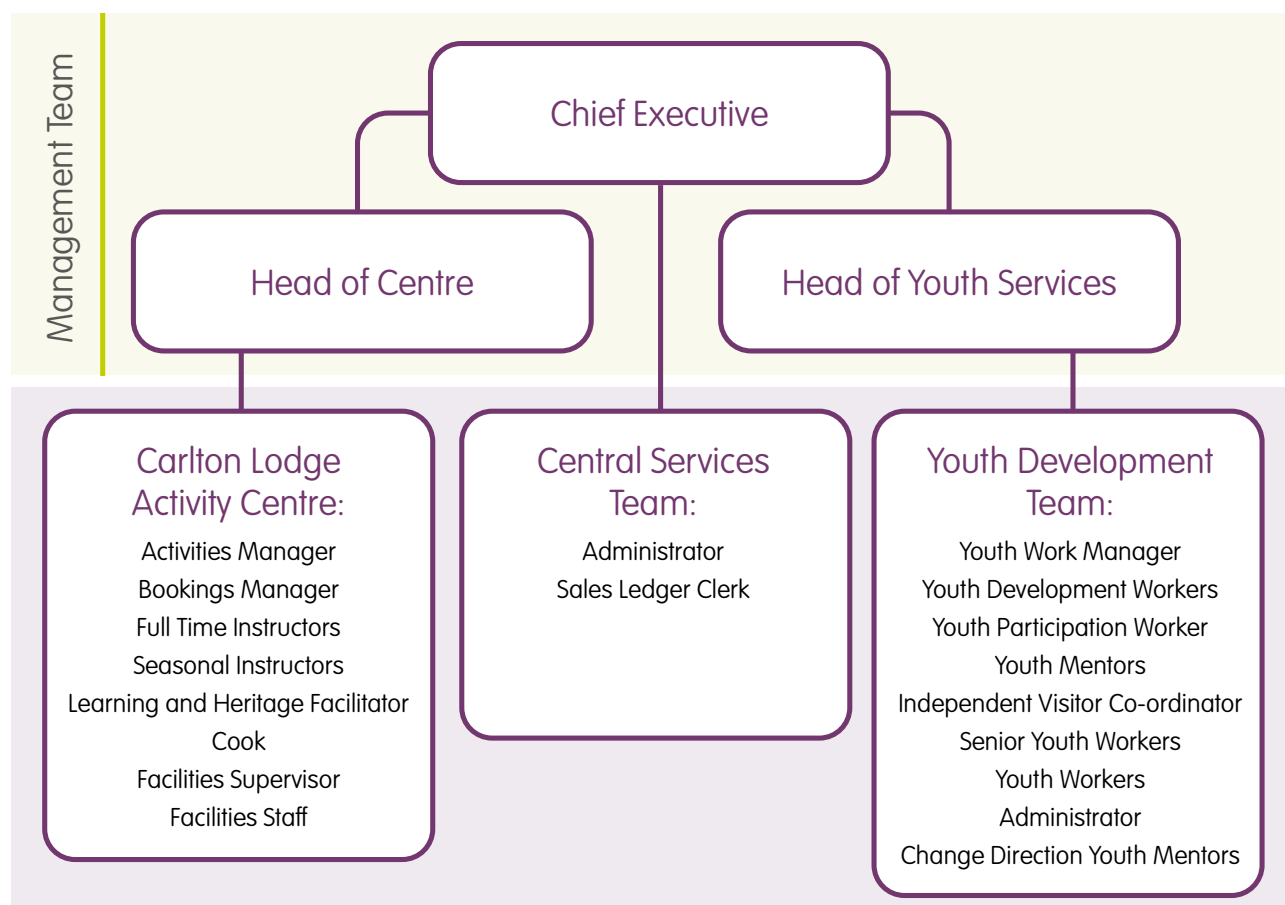 Management Team
Chief Executive
Head of Centre
Head of Youth Services
Carlton Lodge
Activity Centre:
Activities Manager
Bookings Manager
Full Time Instructors
Seasonal Instructors
Learning and Heritage Facilitator
Cook
Facilities Supervisor
Facilities Staff
Central Services
Team:
Administrator
Sales Ledger Clerk
Youth Development
Team:
Youth Work Manager
Youth Development Workers
Youth Participation Worker
Youth Mentors
Independent Visitor Co-ordinator
Senior Youth Workers
Youth Workers
Administrator
Change Direction Youth Mentors